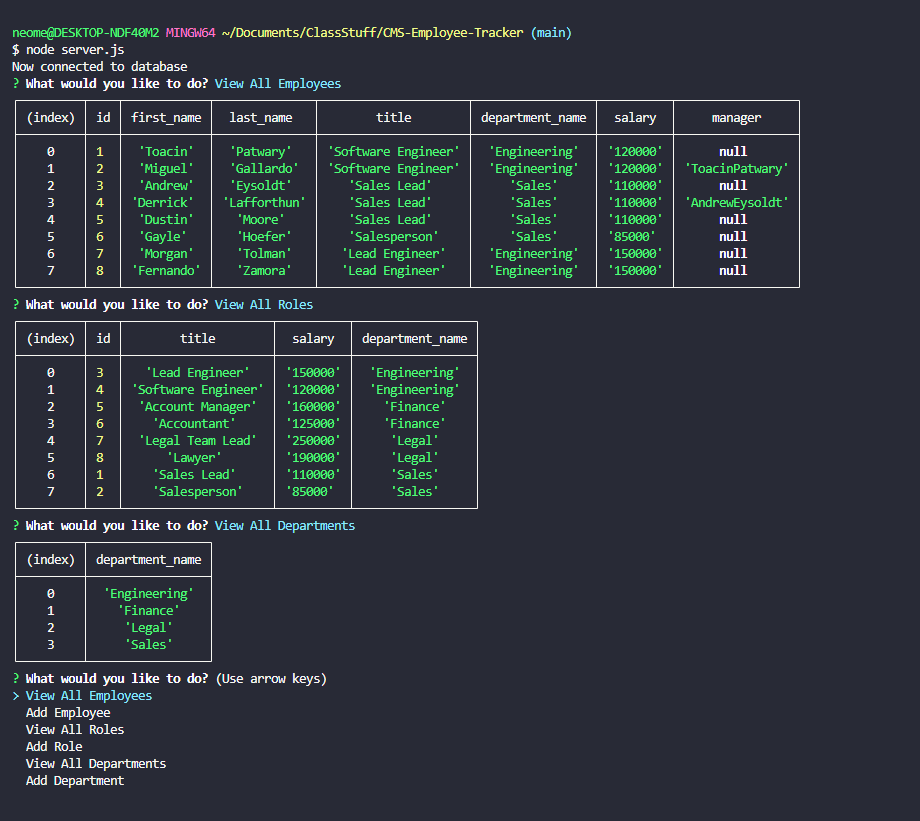 neome@DESKTOP-NDF40M2 MINGW64 ~/Documents/ClassStuff/CMS-Employee-Tracker (main)
$ node server.js
Now connected to database
? What would you like to do? View All Employees
(index) id first_name last_name title department_name salary manager
0 1 'Toacin' 'Patwary' 'Software Engineer' 'Engineering' '120000' null
1 2 'Miguel' 'Gallardo' 'Software Engineer' 'Engineering' '120000' 'ToacinPatwary'
2 3 'Andrew' 'Eysoldt' 'Sales Lead' 'Sales' '110000' null
3 4 'Derrick' 'Lafforthun' 'Sales Lead' 'Sales' '110000' 'AndrewEysoldt'
4 5 'Dustin' 'Moore' 'Sales Lead' 'Sales' '110000' null
5 6 'Gayle' 'Hoefer' 'Salesperson' 'Sales' '85000' null
6 7 'Morgan' 'Tolman' 'Lead Engineer' 'Engineering' '150000' null
7 8 'Fernando' 'Zamora' 'Lead Engineer' 'Engineering' '150000' null
? What would you like to do? View All Roles
(index) id title salary department_name
0 3 'Lead Engineer' '150000' 'Engineering'
1 4 'Software Engineer' '120000' 'Engineering'
2 5 'Account Manager' '160000' 'Finance'
3 6 'Accountant' '125000' 'Finance'
4 7 'Legal Team Lead' '250000' 'Legal'
5 8 'Lawyer' '190000' 'Legal'
6 1 'Sales Lead' '110000' 'Sales'
7 2 'Salesperson' '85000' 'Sales'
? What would you like to do? View All Departments
(index) department_name
0 'Engineering'
1 'Finance'
2 'Legal'
3 'Sales'
? What would you like to do? (Use arrow keys)
> View All Employees
Add Employee
View All Roles
Add Role
View All Departments
Add Department